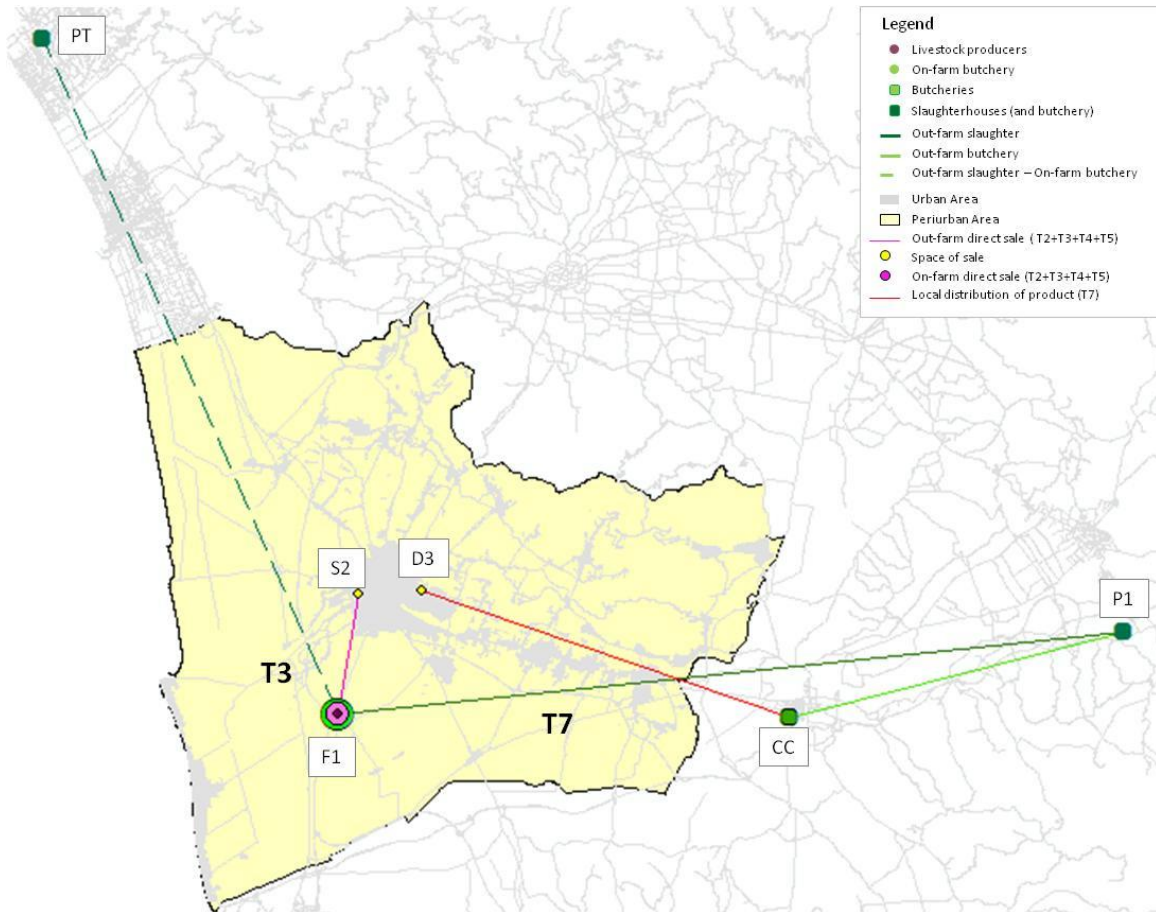 PT
Legend
Livestock producers
On-farm butchery
Butcheries
Slaughterhouses (and butchery)
Out-farm slaughter
Out-farm butchery
Out-farm slaughter – On-farm butchery
Urban Area
Periurban Area
Out-farm direct sale (T2+T3+T4+T5)
Space of sale
On-farm direct sale (T2+T3+T4+T5)
Local distribution of product (T7)
S2
D3
P1
T3
T7
F1
CC